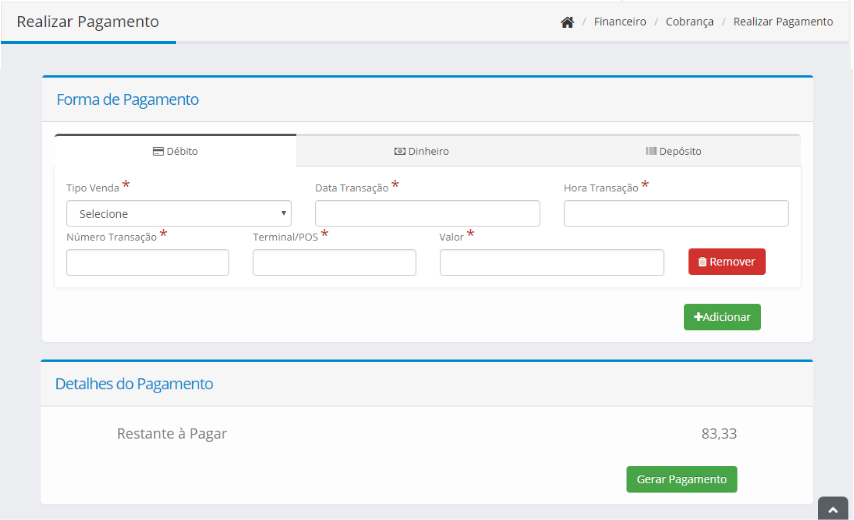 Realizar Pagamento
/ Financeiro / Cobrança / Realizar Pagamento
Forma de Pagamento
Débito Dinheiro Depósito
Tipo Venda * Data Transação * Hora Transação *
Selecione
Número Transação * Terminal/POS * Valor *
Remover
+Adicionar
Detalhes do Pagamento
Restante à Pagar 83,33
Gerar Pagamento